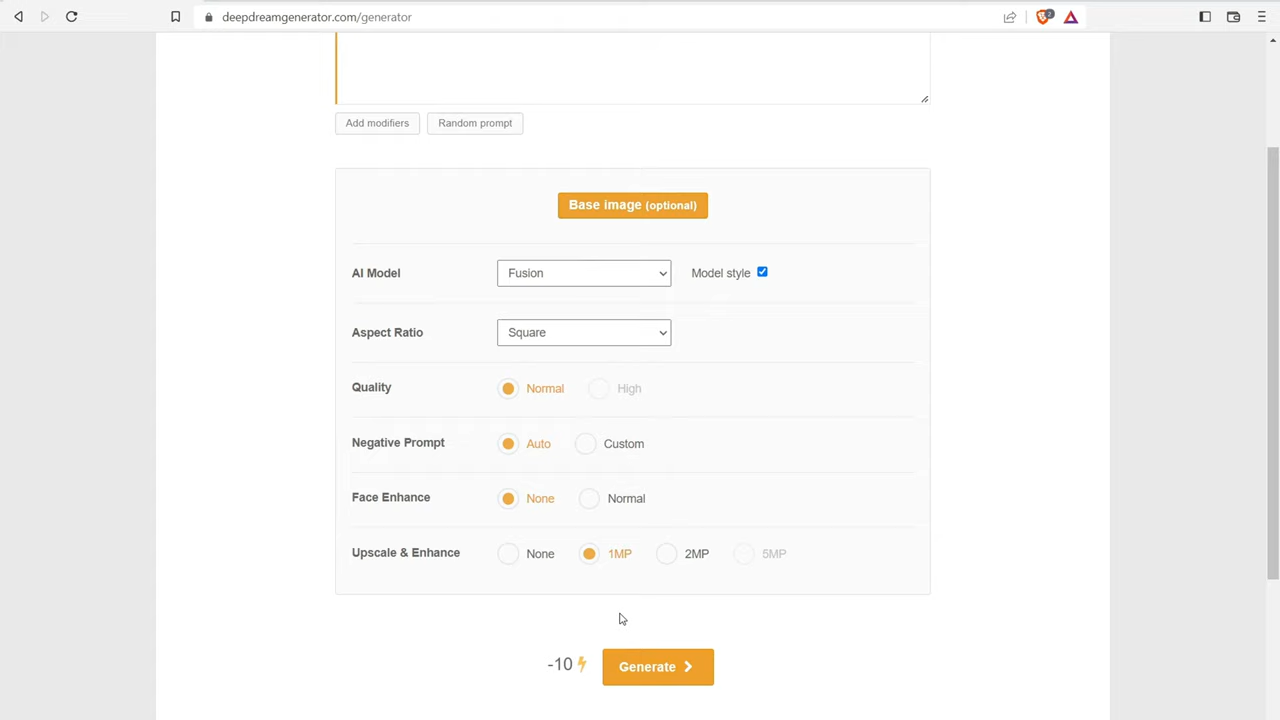 deepdreamgenerator.com/generator
2
Add modifiers Random prompt
Base image (optional)
AI Model Fusion Model style
Aspect Ratio Square
Quality Normal High
Negative Prompt Auto Custom
Face Enhance None Normal
Upscale & Enhance None 1MP 2MP 5MP
-10 Generate